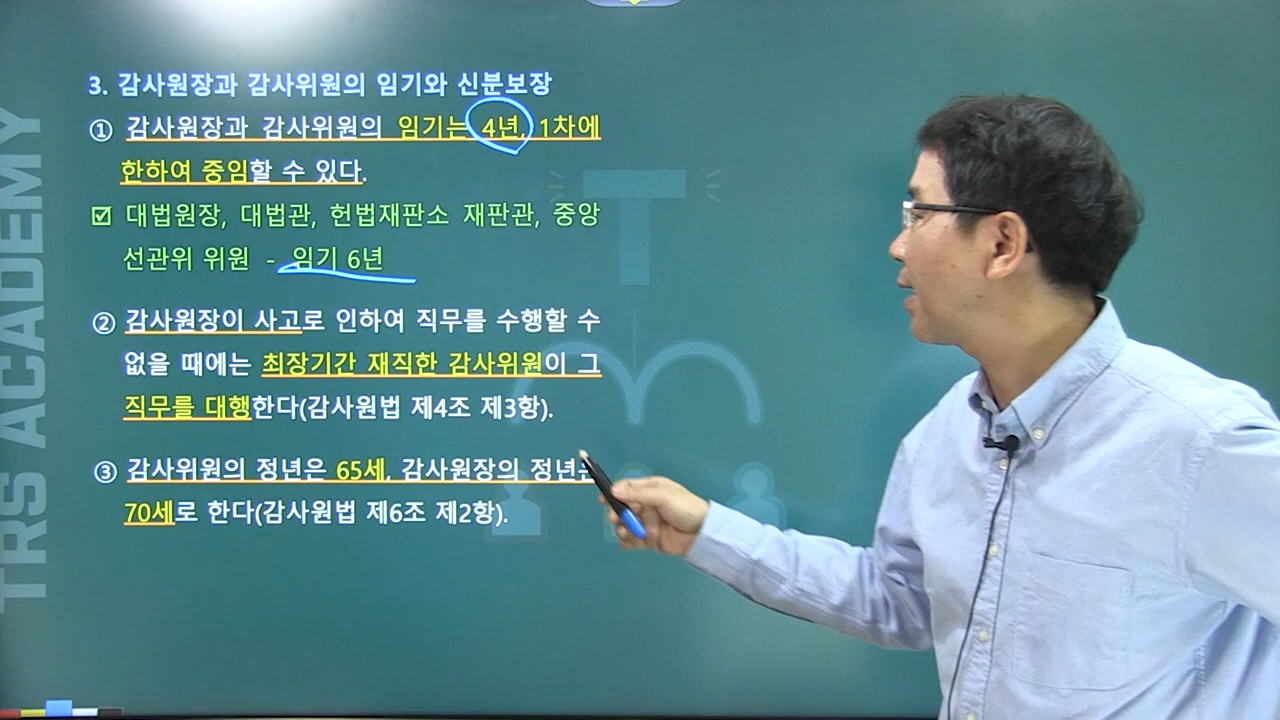 TRS ACADEMY
3. 감사원장과 감사위원의 임기와 신분보장
① 감사원장과 감사위원의 임기는 4년, 1차에
한하여 중임할 수 있다.
☑ 대법원장, 대법관, 헌법재판소 재판관, 중앙
선관위 위원 - 임기 6년
② 감사원장이 사고로 인하여 직무를 수행할 수
없을 때에는 최장기간 재직한 감사위원이 그
직무를 대행한다(감사원법 제4조 제3항).
③ 감사위원의 정년은 65세, 감사원장의 정년은
70세로 한다(감사원법 제6조 제2항).